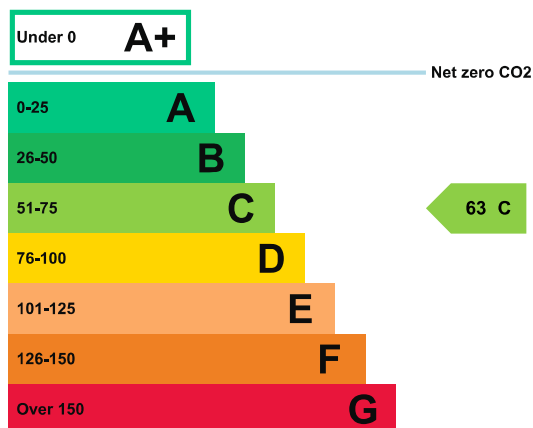 Under 0 A+
Net zero CO2
0-25 A
26-50 B
51-75 C
63 C
76-100 D
101-125 E
126-150 F
Over 150 G